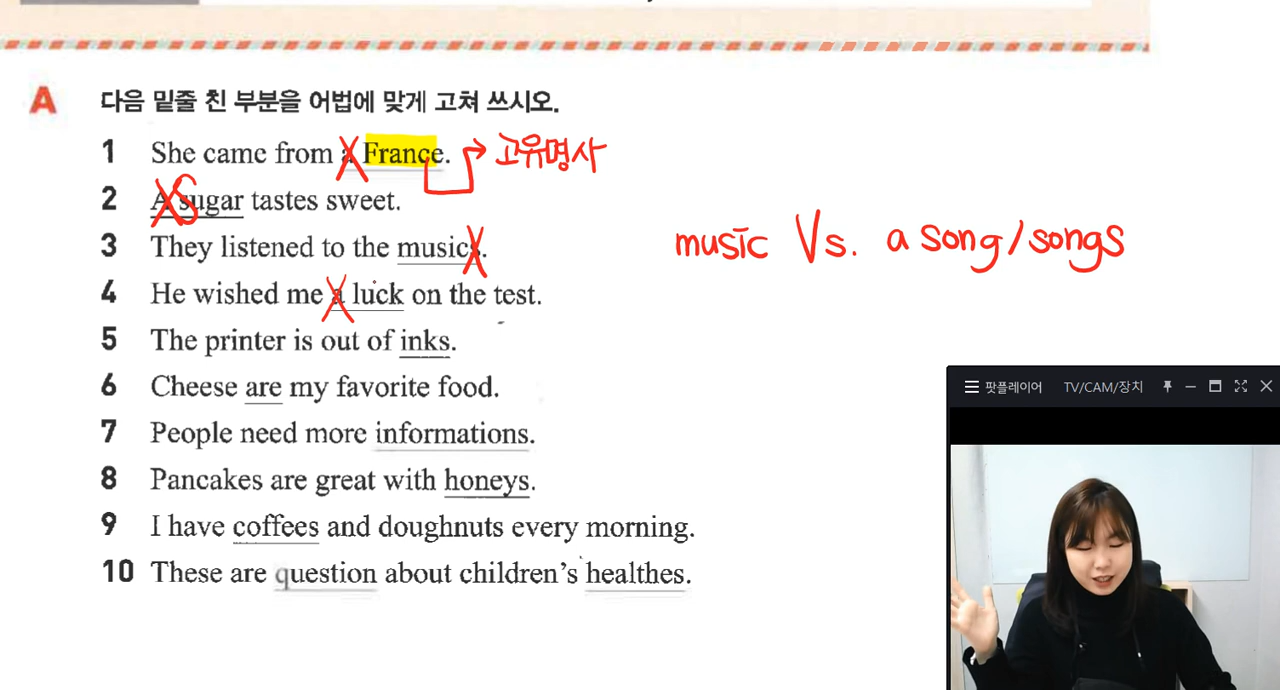 A 다음 밑줄 친 부분을 어법에 맞게 고쳐 쓰시오.
1 She came from a France. 고유명사
2 A sugar tastes sweet. S
3 They listened to the musics.
music Vs. a song/songs
4 He wished me a luck on the test.
5 The printer is out of inks.
6 Cheese are my favorite food.
팟플레이어 TV/CAM/장치
7 People need more informations.
8 Pancakes are great with honeys.
9 I have coffees and doughnuts every morning.
10 These are question about children's healthes.